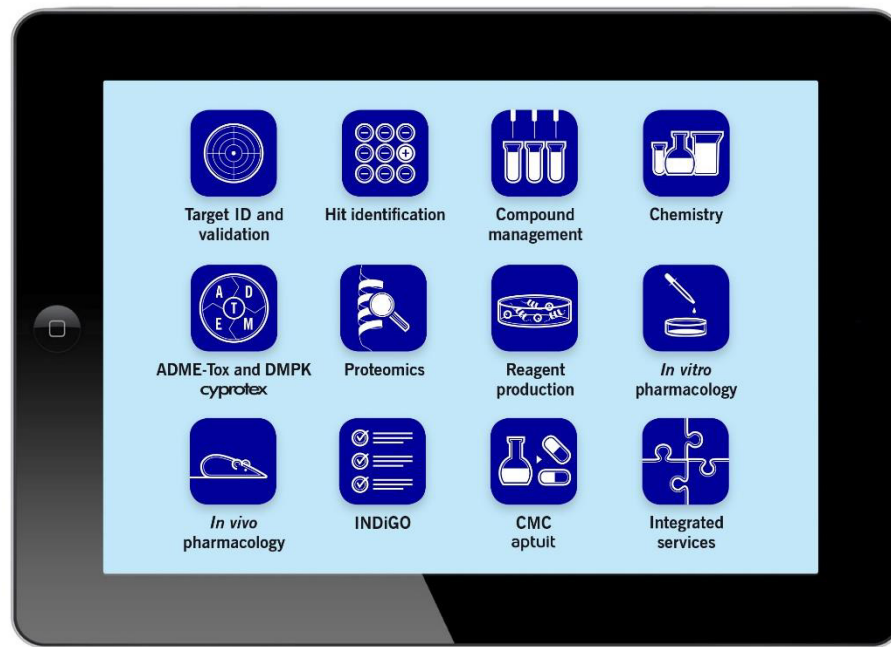 Target ID and
validation
Hit identification
Compound
management
Chemistry
A D
T
E M
ADME-Tox and DMPK
cyprotex
Proteomics
Reagent
production
In vitro
pharmacology
In vivo
pharmacology
INDiGO
CMC
aptuit
Integrated
services